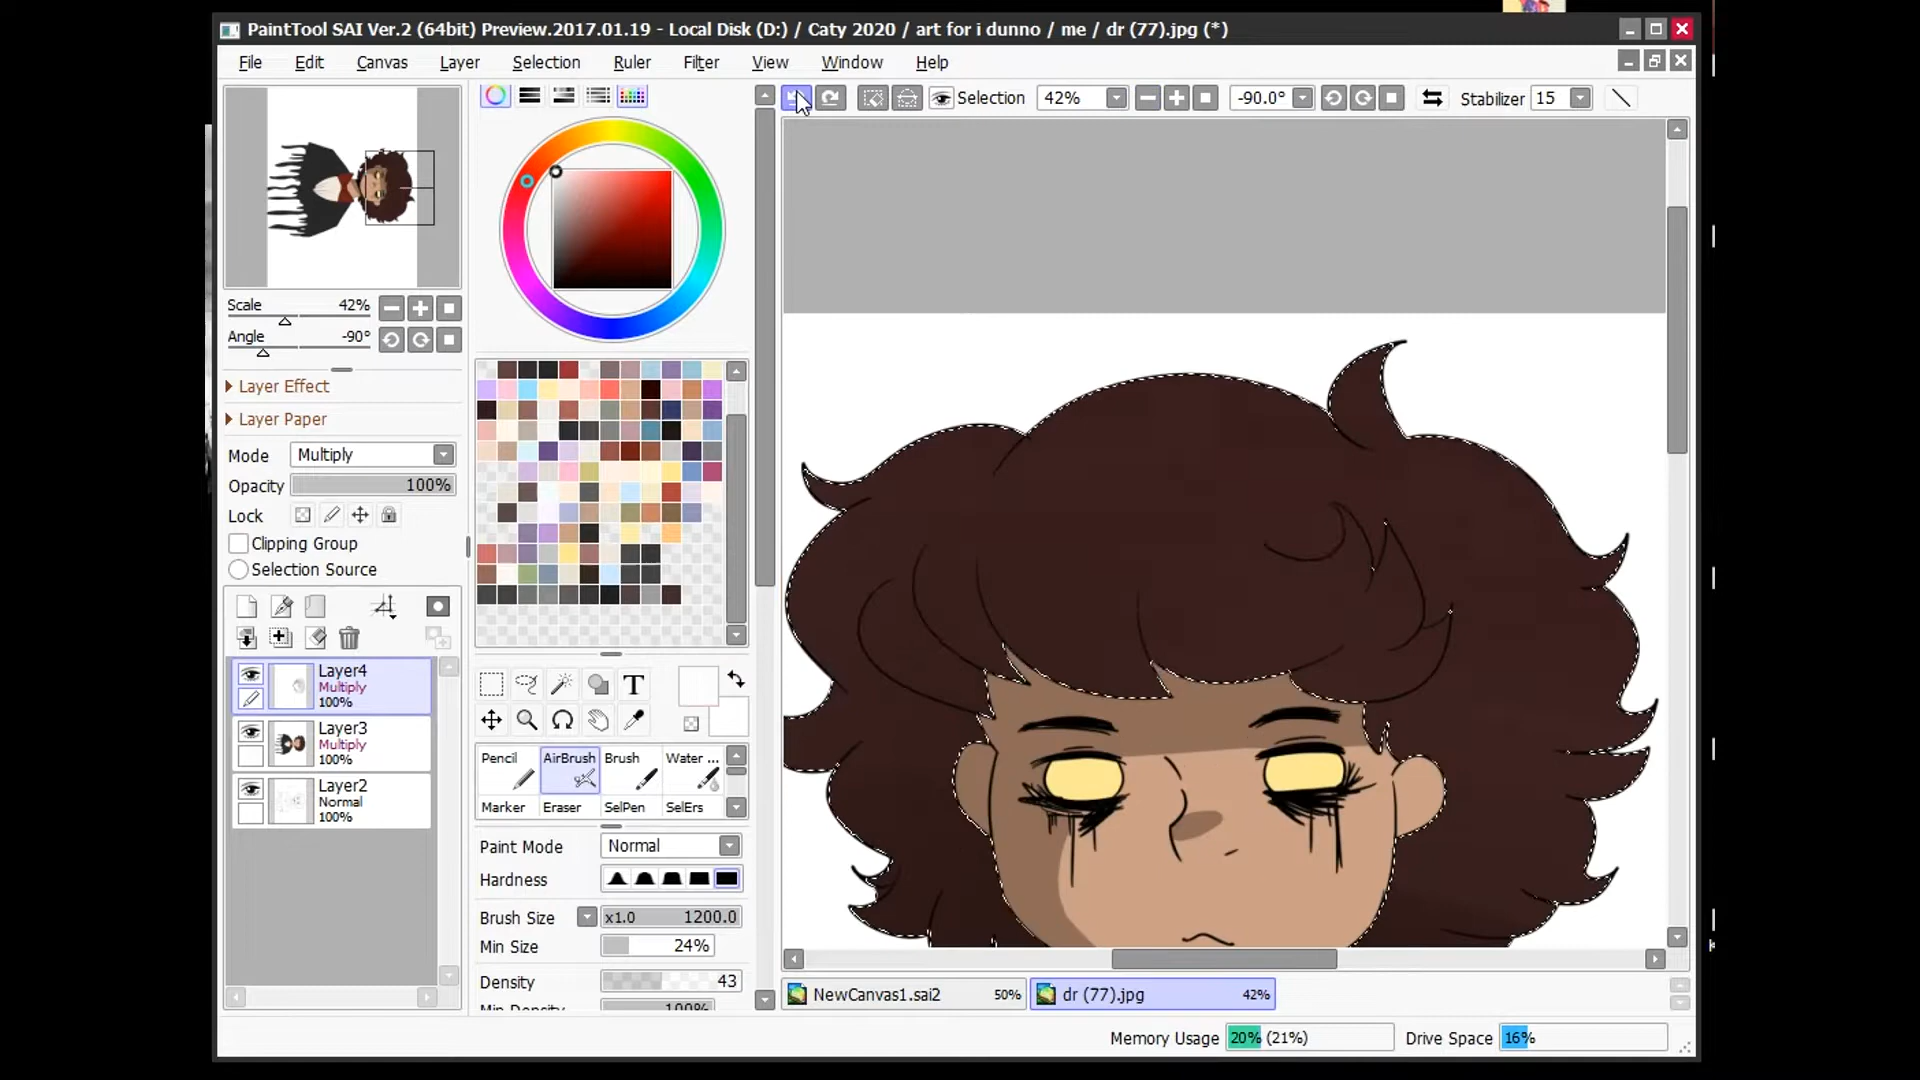 PaintTool SAI Ver.2 (64bit) Preview.2017.01.19 - Local Disk (D:) / Caty 2020 / art for i dunno / me / dr (77).jpg (*)
File Edit Canvas Layer Selection Ruler Filter View Window Help
Selection 42% -90.0° Stabilizer 15
Scale 42%
Angle -90°
Layer Effect
Layer Paper
Mode Multiply
Opacity 100%
Lock
Clipping Group
Selection Source
Layer4
Multiply
100%
Layer3
Multiply
100%
Layer2
Normal
100%
T
Pencil AirBrush Brush Water ...
Marker Eraser SelPen SelErs
Paint Mode Normal
Hardness
Brush Size x1.0 1200.0
Min Size 24%
Density 43
Min Density 100%
NewCanvas1.sai2 50% dr (77).jpg 42%
Memory Usage 20% (21%) Drive Space 16%